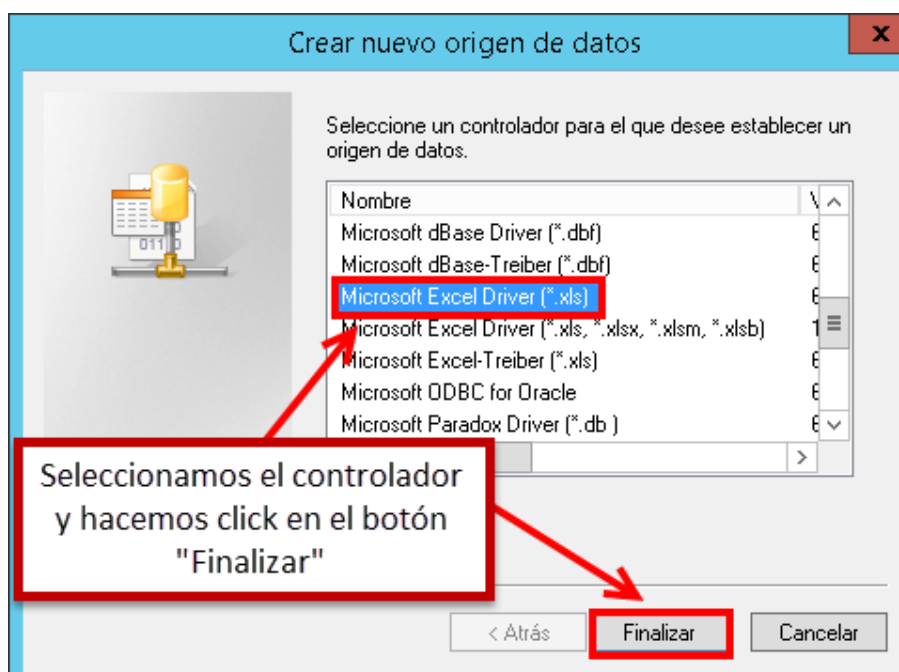 Crear nuevo origen de datos
x
Seleccione un controlador para el que desee establecer un
origen de datos.
Nombre
Microsoft dBase Driver (*.dbf)
Microsoft dBase-Treiber (*.dbf)
Microsoft Excel Driver (*.xls)
Microsoft Excel Driver (*.xls, *.xlsx, *.xlsm, *.xlsb)
Microsoft Excel-Treiber (*.xls)
Microsoft ODBC for Oracle
Microsoft Paradox Driver (*.db )
Seleccionamos el controlador
y hacemos click en el botón
"Finalizar"
< Atrás
Finalizar
Cancelar